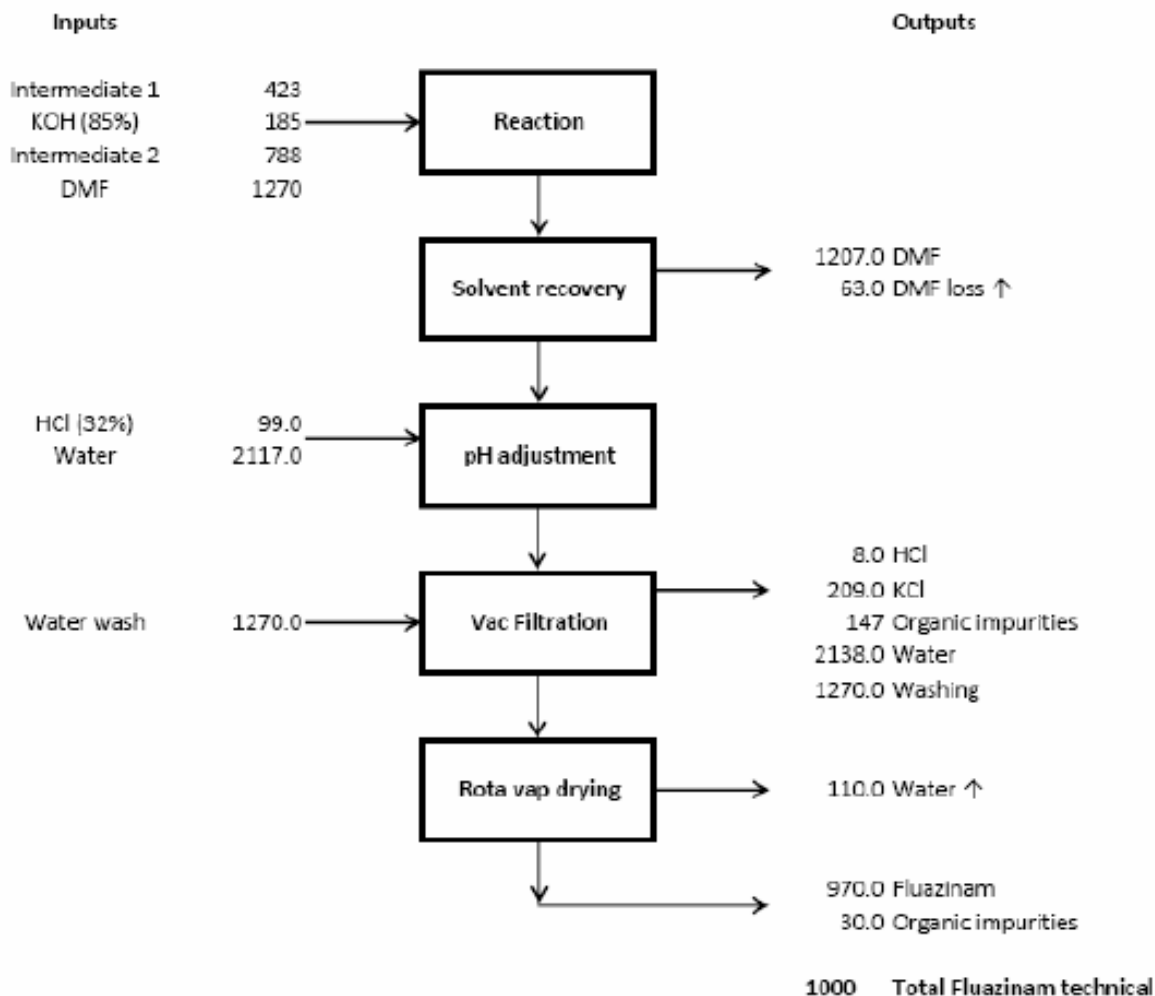 Inputs Outputs
Intermediate 1 423
KOH (85%) 185 Reaction
Intermediate 2 788
DMF 1270
1207.0 DMF
Solvent recovery 63.0 DMF loss ↑
HCl (32%) 99.0
Water 2117.0 pH adjustment
8.0 HCl
209.0 KCl
Water wash 1270.0 Vac Filtration 147 Organic impurities
2138.0 Water
1270.0 Washing
Rota vap drying 110.0 Water ↑
970.0 Fluazinam
30.0 Organic impurities
1000 Total Fluazinam technical